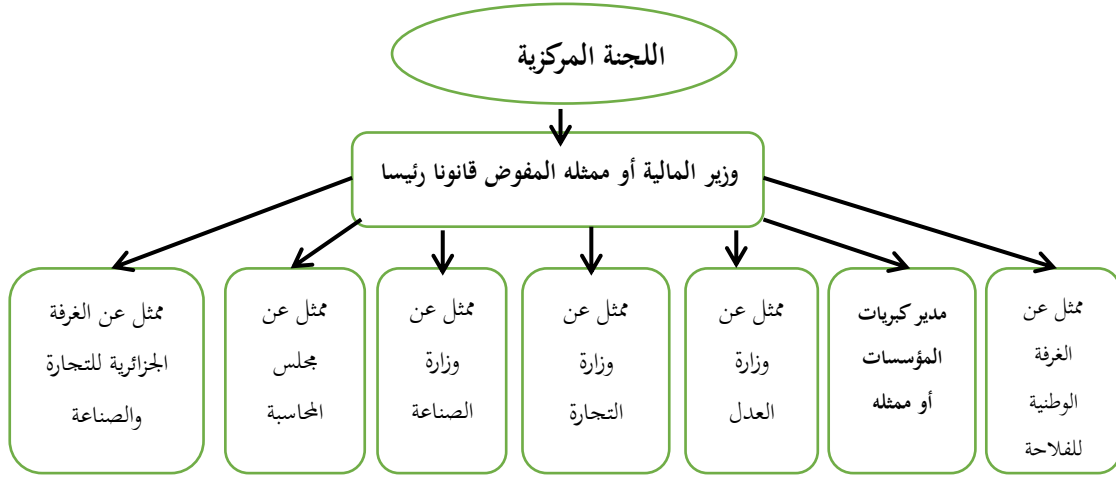 اللجنة المركزية
وزير المالية أو ممثله المفوض قانونا رئيسا
ممثل عن
الغرفة
الوطنية
للفلاحة
مدير كبريات
المؤسسات
أو ممثله
ممثل عن
وزارة
العدل
ممثل عن
وزارة
التجارة
ممثل عن
وزارة
الصناعة
ممثل عن
مجلس
المحاسبة
ممثل عن الغرفة
الجزائرية للتجارة
والصناعة